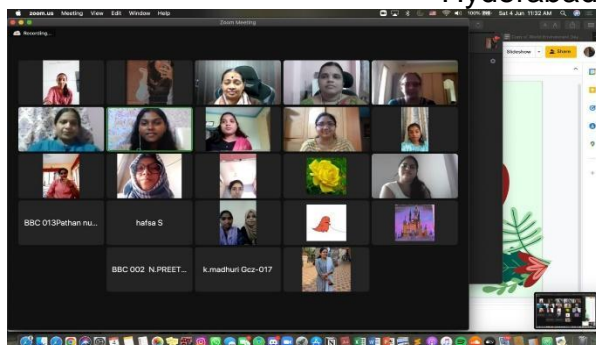 Hyderabad
zoom.us Meeting View Edit Window Help
100% Sat 4 Jun 11:32 AM
Zoom Meeting
Recording...
Slideshow
Share
BBC 013Pathan nu...
hafsa S
BBC 002 N.PREET...
k.madhuri Gcz-017